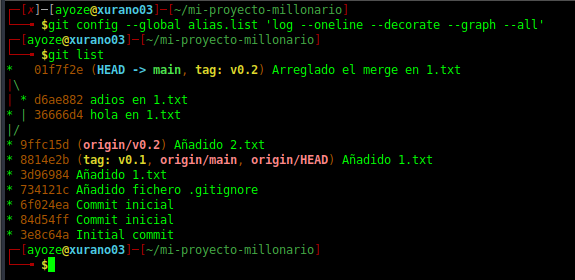 ┌─[✗]─[ayoze@xurano03]─[~/mi-proyecto-millonario]
└──╼ $git config --global alias.list 'log --oneline --decorate --graph --all'
┌─[ayoze@xurano03]─[~/mi-proyecto-millonario]
└──╼ $git list
*   01f7f2e (HEAD -> main, tag: v0.2) Arreglado el merge en 1.txt
|\
| * d6ae882 adios en 1.txt
* | 36666d4 hola en 1.txt
|/
* 9ffc15d (origin/v0.2) Añadido 2.txt
* 8814e2b (tag: v0.1, origin/main, origin/HEAD) Añadido 1.txt
* 3d96984 Añadido 1.txt
* 734121c Añadido fichero .gitignore
* 6f024ea Commit inicial
* 84d54ff Commit inicial
* 3e8c64a Initial commit
┌─[ayoze@xurano03]─[~/mi-proyecto-millonario]
└──╼ $